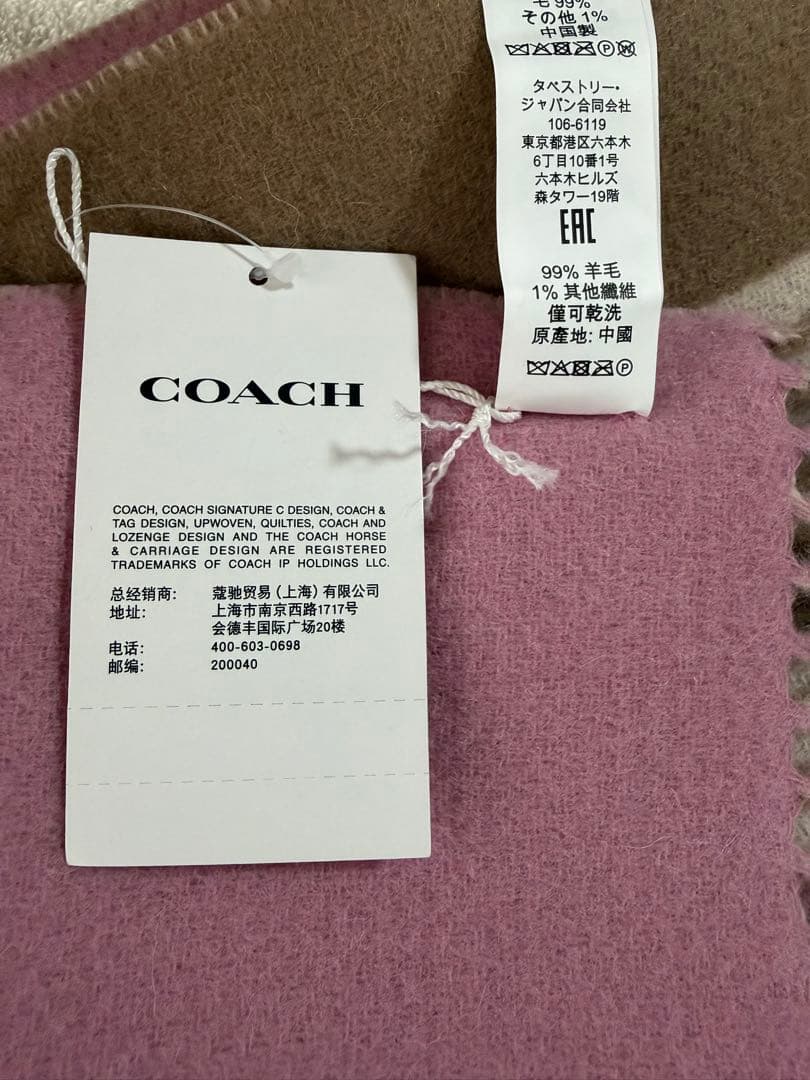 COACH
COACH, COACH SIGNATURE C DESIGN, COACH &
TAG DESIGN, UPWOVEN, QUILTIES, COACH AND
LOZENGE DESIGN AND THE COACH HORSE
& CARRIAGE DESIGN ARE REGISTERED
TRADEMARKS OF COACH IP HOLDINGS LLC.
总经销商: 蔻驰贸易(上海)有限公司
地址: 上海市南京西路1717号
会德丰国际广场20楼
电话: 400-603-0698
邮编: 200040
毛 99%
その他 1%
中国製
P W
タペストリー・
ジャパン合同会社
106-6119
東京都港区六本木
6丁目10番1号
六本木ヒルズ
森タワー19階
EAC
99% 羊毛
1% 其他纖維
僅可乾洗
原產地: 中國
P